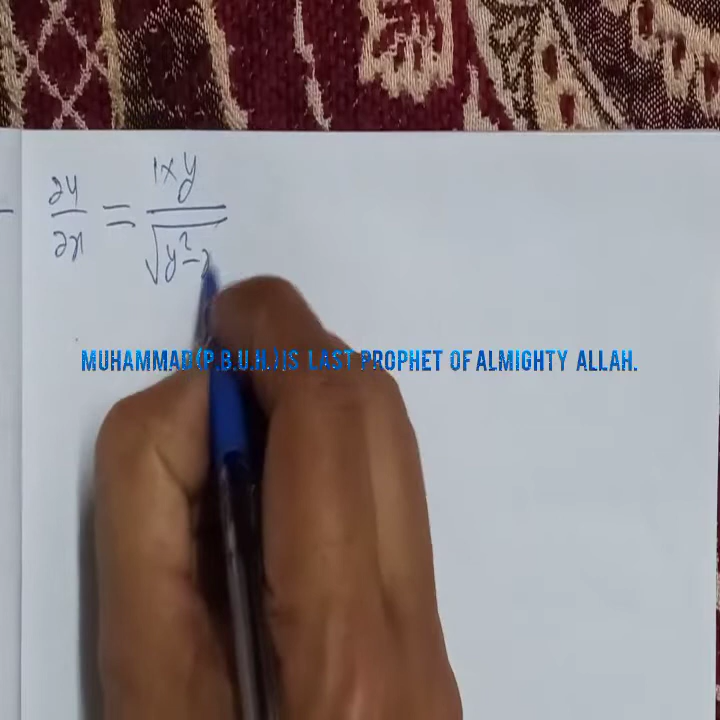 ∂u/∂x = 1×y/√y²-
MUHAMMAD(P.B.U.H.)IS LAST PROPHET OF ALMIGHTY ALLAH.